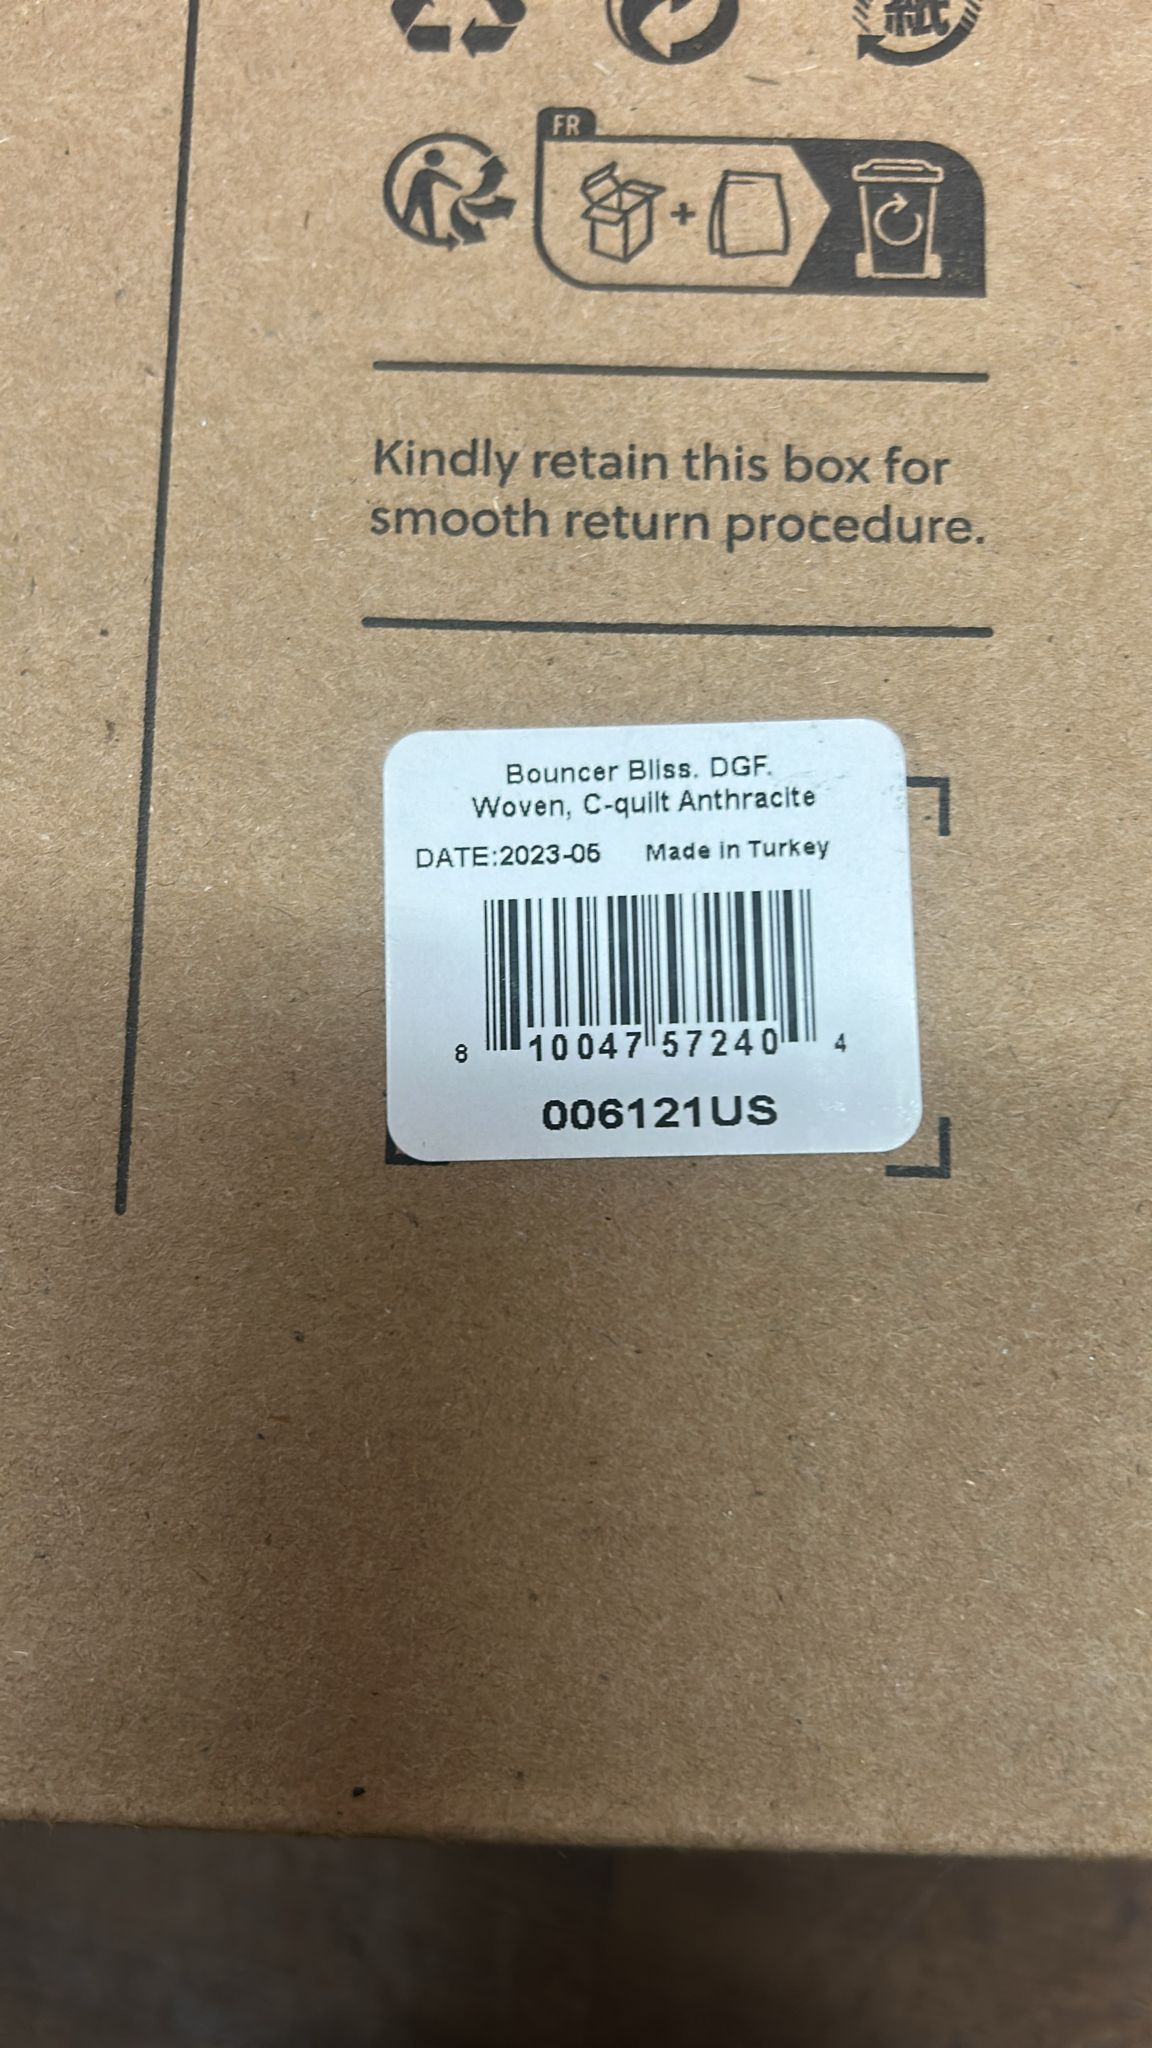 FR
Kindly retain this box for
smooth return procedure.
Bouncer Bliss. DGF.
Woven, C-quilt Anthracite
DATE:2023-05 Made in Turkey
8 10047 57240 4
006121US